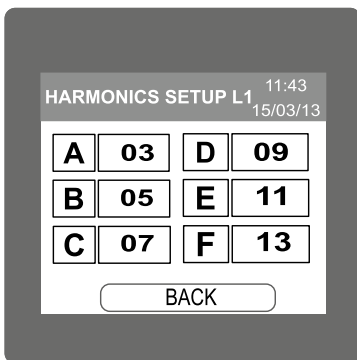 HARMONICS SETUP L1 11:43
15/03/13
A 03 D 09
B 05 E 11
C 07 F 13
BACK